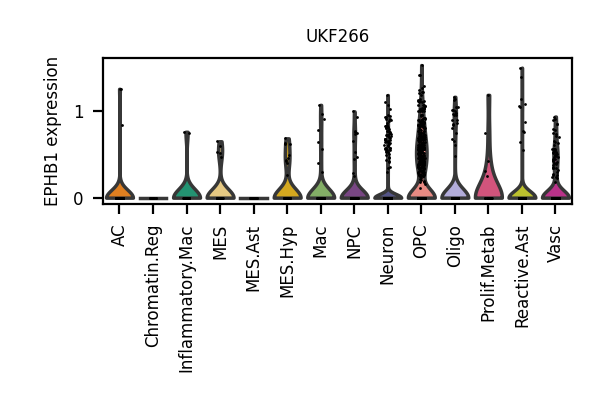 UKF266
EPHB1 expression
1
0
AC
Chromatin.Reg
Inflammatory.Mac
MES
MES.Ast
MES.Hyp
Mac
NPC
Neuron
OPC
Oligo
Prolif.Metab
Reactive.Ast
Vasc